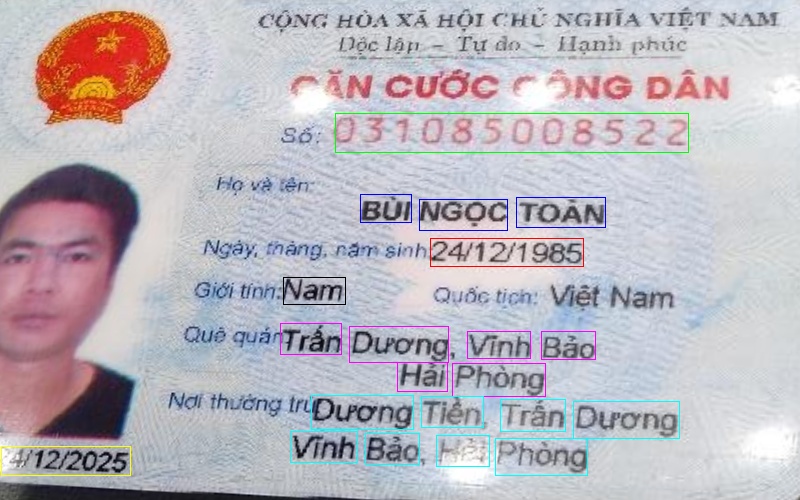 CỘNG HÒA XÃ HỘI CHỦ NGHĨA VIỆT NAM
Độc lập - Tự do - Hạnh phúc
CĂN CƯỚC CÔNG DÂN
Số: 031085008522
Họ và tên:
BÙI NGỌC TOÀN
Ngày, tháng, năm sinh: 24/12/1985
Giới tính: Nam Quốc tịch: Việt Nam
Quê quán: Trấn Dương, Vĩnh Bảo
Hải Phòng
Nơi thường trú: Dương Tiền, Trấn Dương
Vĩnh Bảo, Hải Phòng
24/12/2025